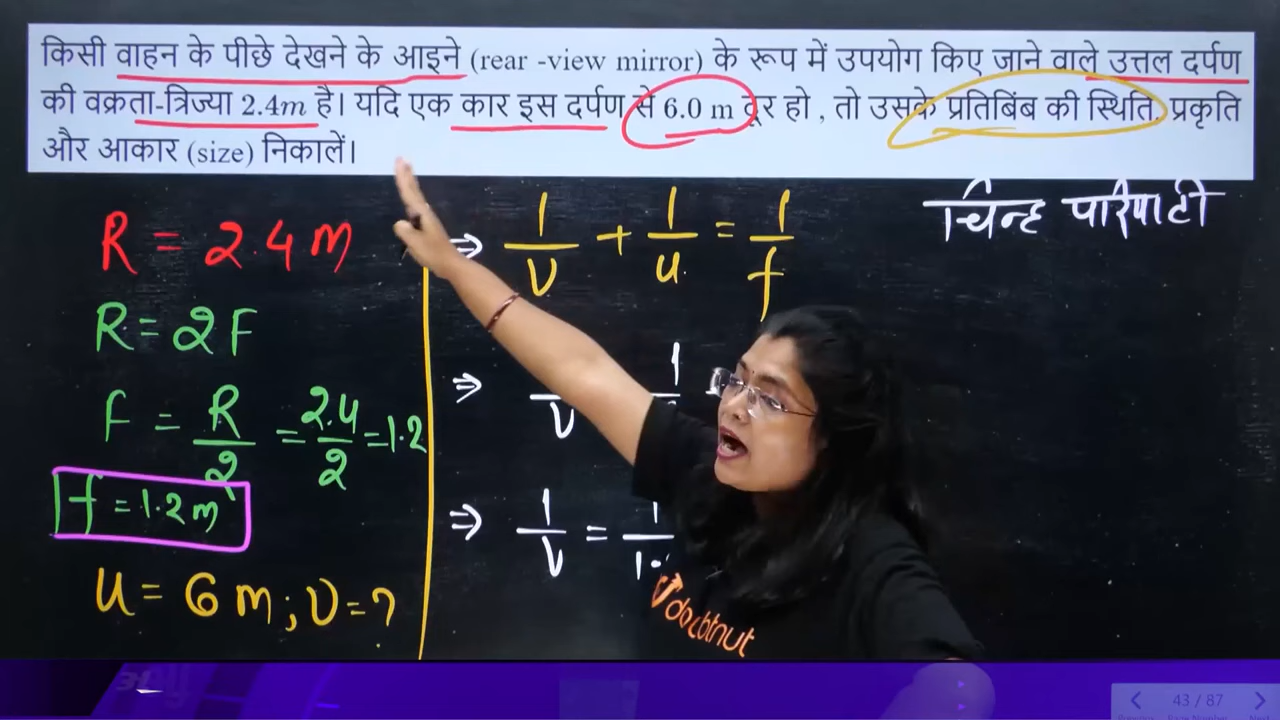 किसी वाहन के पीछे देखने के आइने (rear -view mirror) के रूप में उपयोग किए जाने वाले उत्तल दर्पण
की वक्रता-त्रिज्या 2.4m है। यदि एक कार इस दर्पण से 6.0 m दूर हो , तो उसके प्रतिबिंब की स्थिति, प्रकृति
और आकार (size) निकालें।
चिन्ह परिपाटी
R = 2.4 m
R = 2F
F = R/2 = 2.4/2 = 1.2
f = 1.2 m
u = 6 m ; v = ?
⇒ 1/v + 1/u = 1/f
⇒ 1/v
⇒ 1/v =
doubtnut
43 / 87